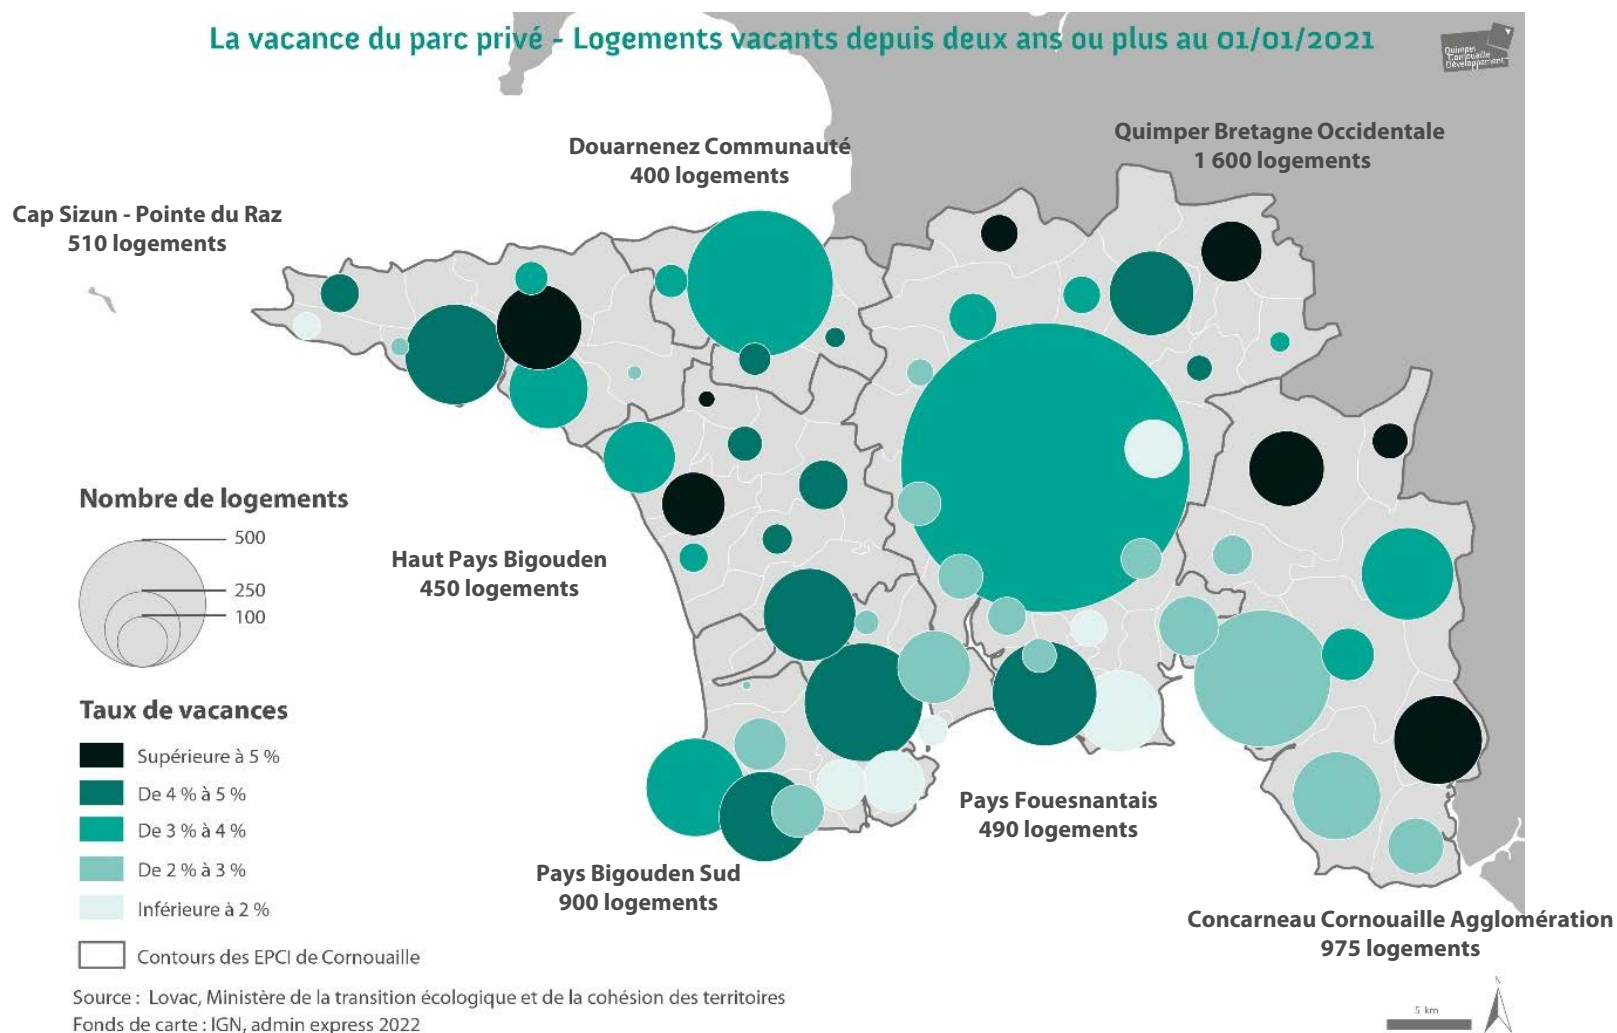 La vacance du parc privé - Logements vacants depuis deux ans ou plus au 01/01/2021
Quimper
Cornouaille
Développement
Quimper Bretagne Occidentale
1 600 logements
Douarnenez Communauté
400 logements
Cap Sizun - Pointe du Raz
510 logements
Nombre de logements
500
250
100
Haut Pays Bigouden
450 logements
Taux de vacances
Supérieure à 5 %
De 4 % à 5 %
De 3 % à 4 %
De 2 % à 3 %
Inférieure à 2 %
Contours des EPCI de Cornouaille
Pays Fouesnantais
490 logements
Pays Bigouden Sud
900 logements
Concarneau Cornouaille Agglomération
975 logements
Source : Lovac, Ministère de la transition écologique et de la cohésion des territoires
Fonds de carte : IGN, admin express 2022
5 km
N